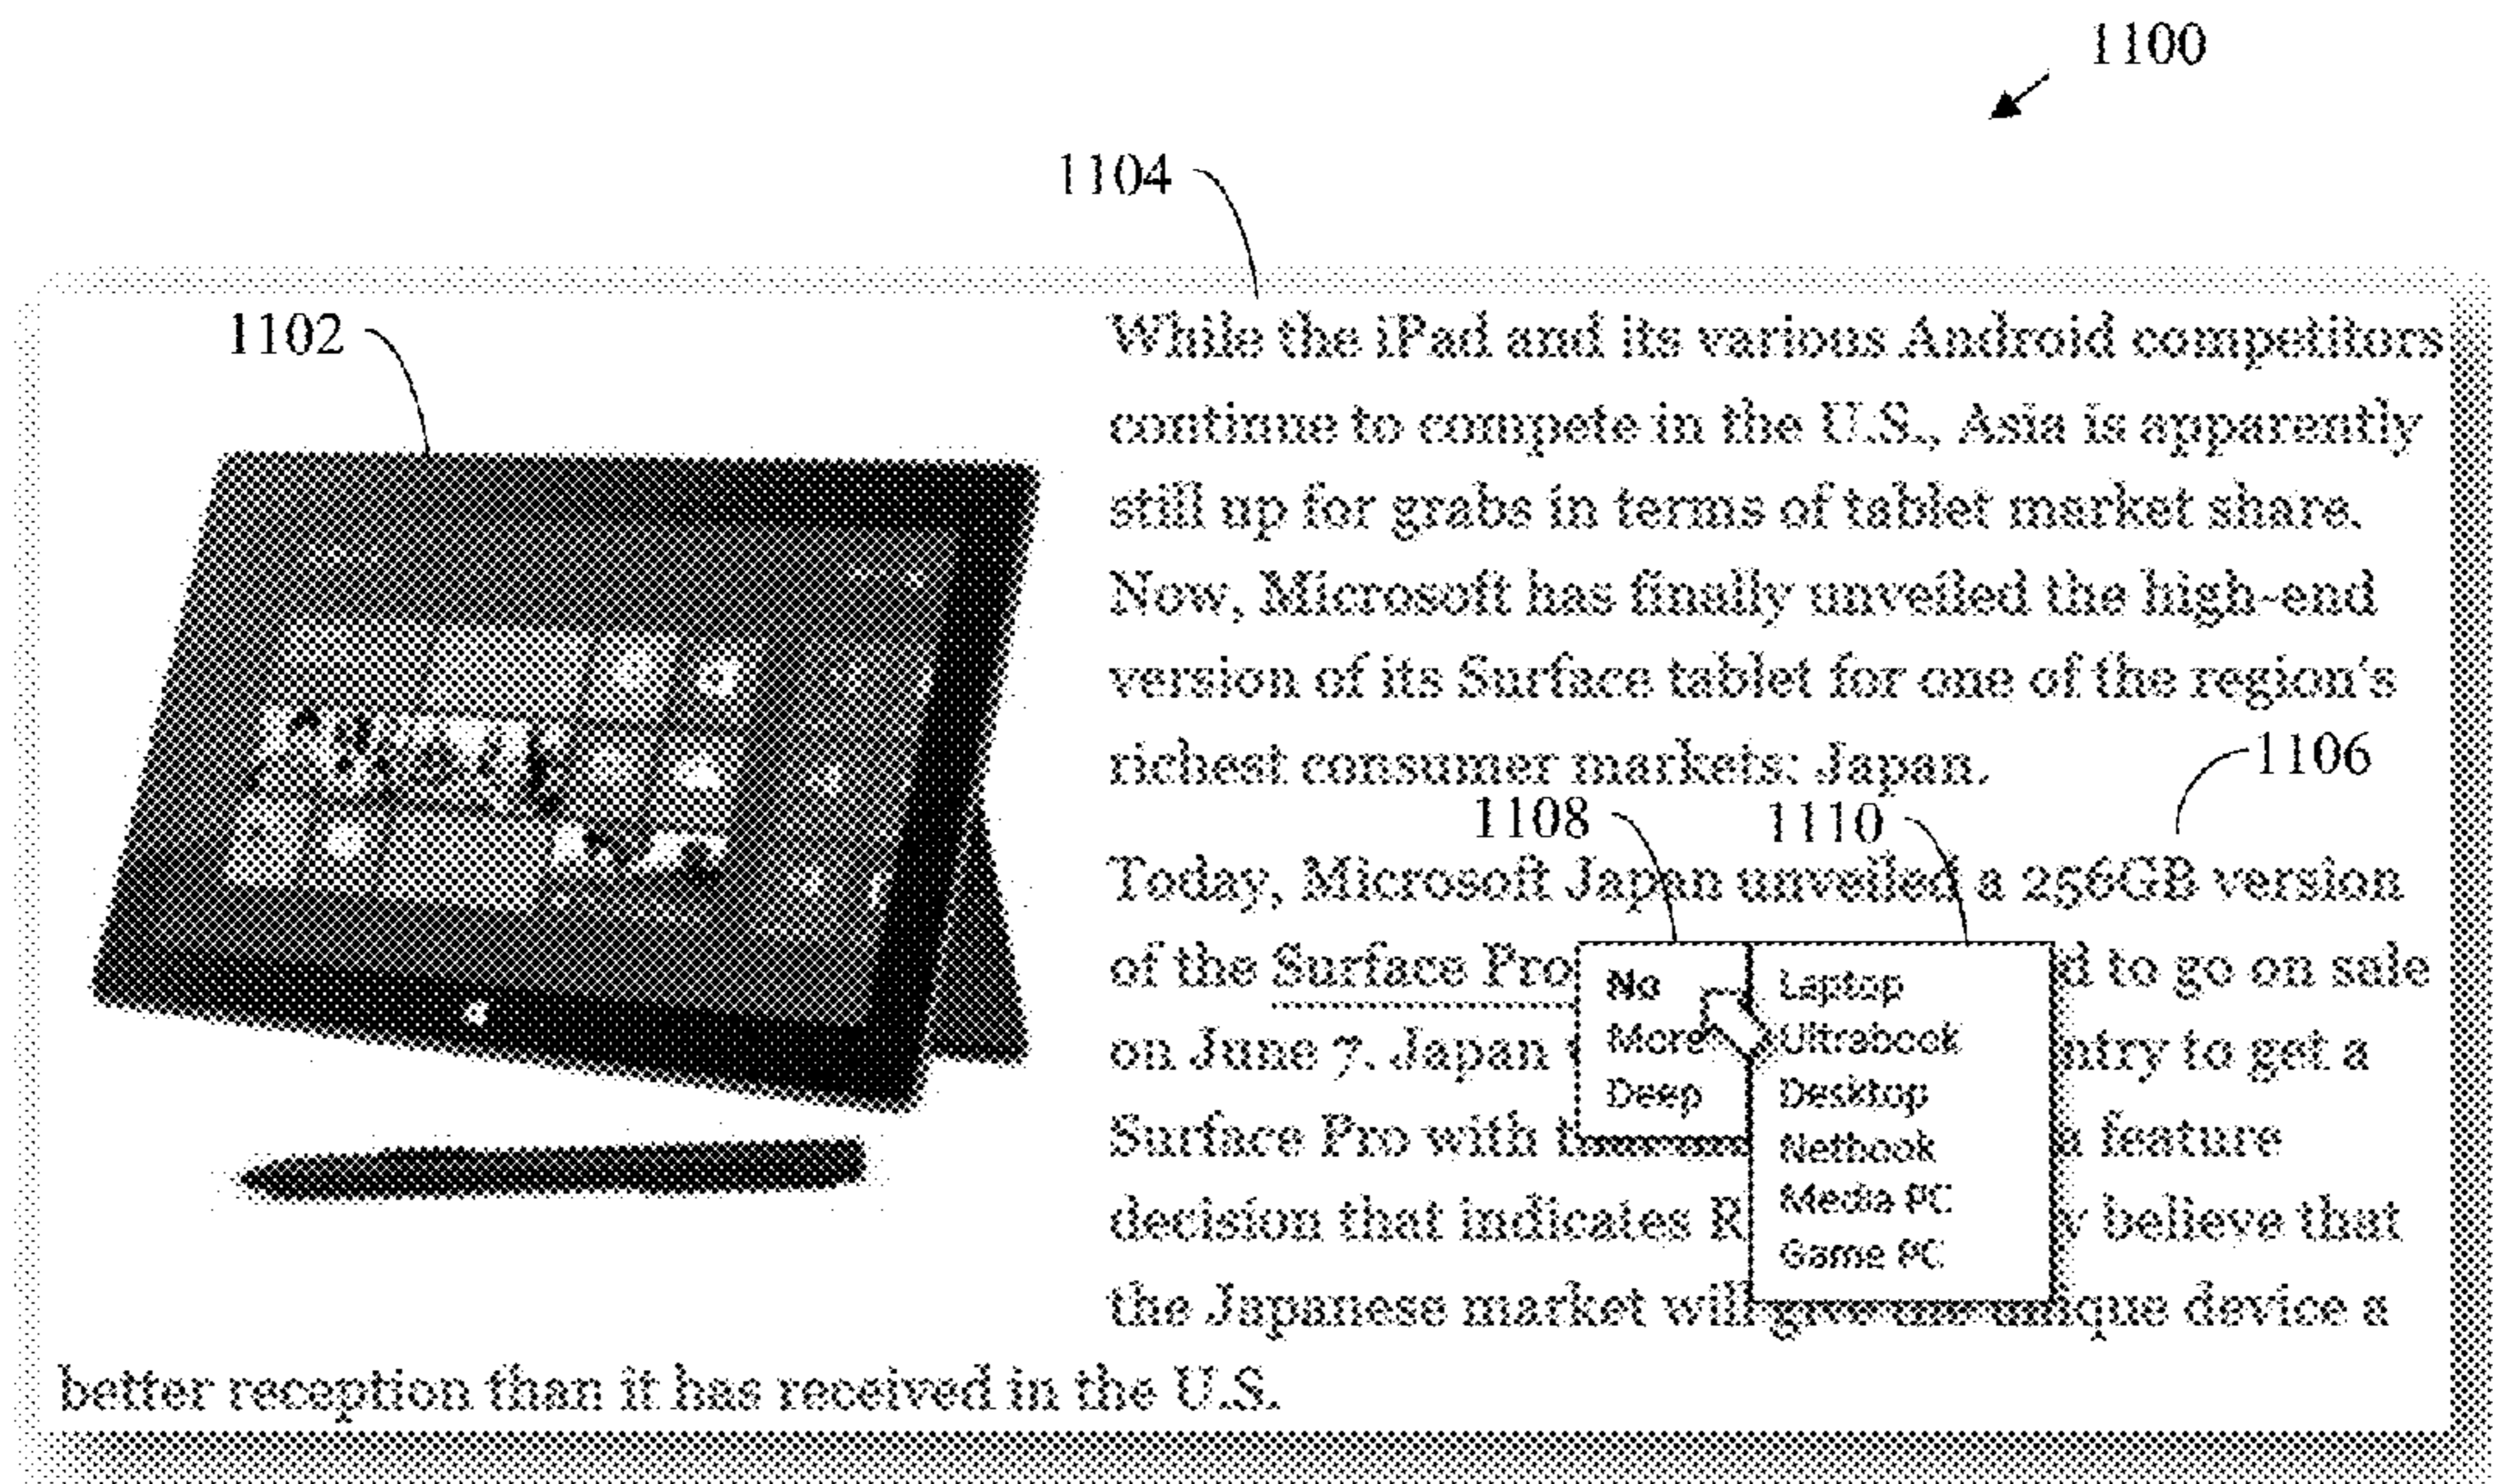 1100
1104
1102
While the iPad and its various Android competitors
continue to compete in the U.S., Asia is apparently
still up for grabs in terms of tablet market share.
Now, Microsoft has finally unveiled the high-end
version of its Surface tablet for one of the region's
richest consumer markets: Japan.
1106
1108
1110
Today, Microsoft Japan unveiled a 256GB version
of the Surface Pro d to go on sale
on June 7. Japan ntry to get a
Surface Pro with feature
decision that indicates R y believe that
the Japanese market will give the unique device a
better reception than it has received in the U.S.
No
More
Deep
Laptop
Ultrabook
Desktop
Netbook
Media PC
Game PC